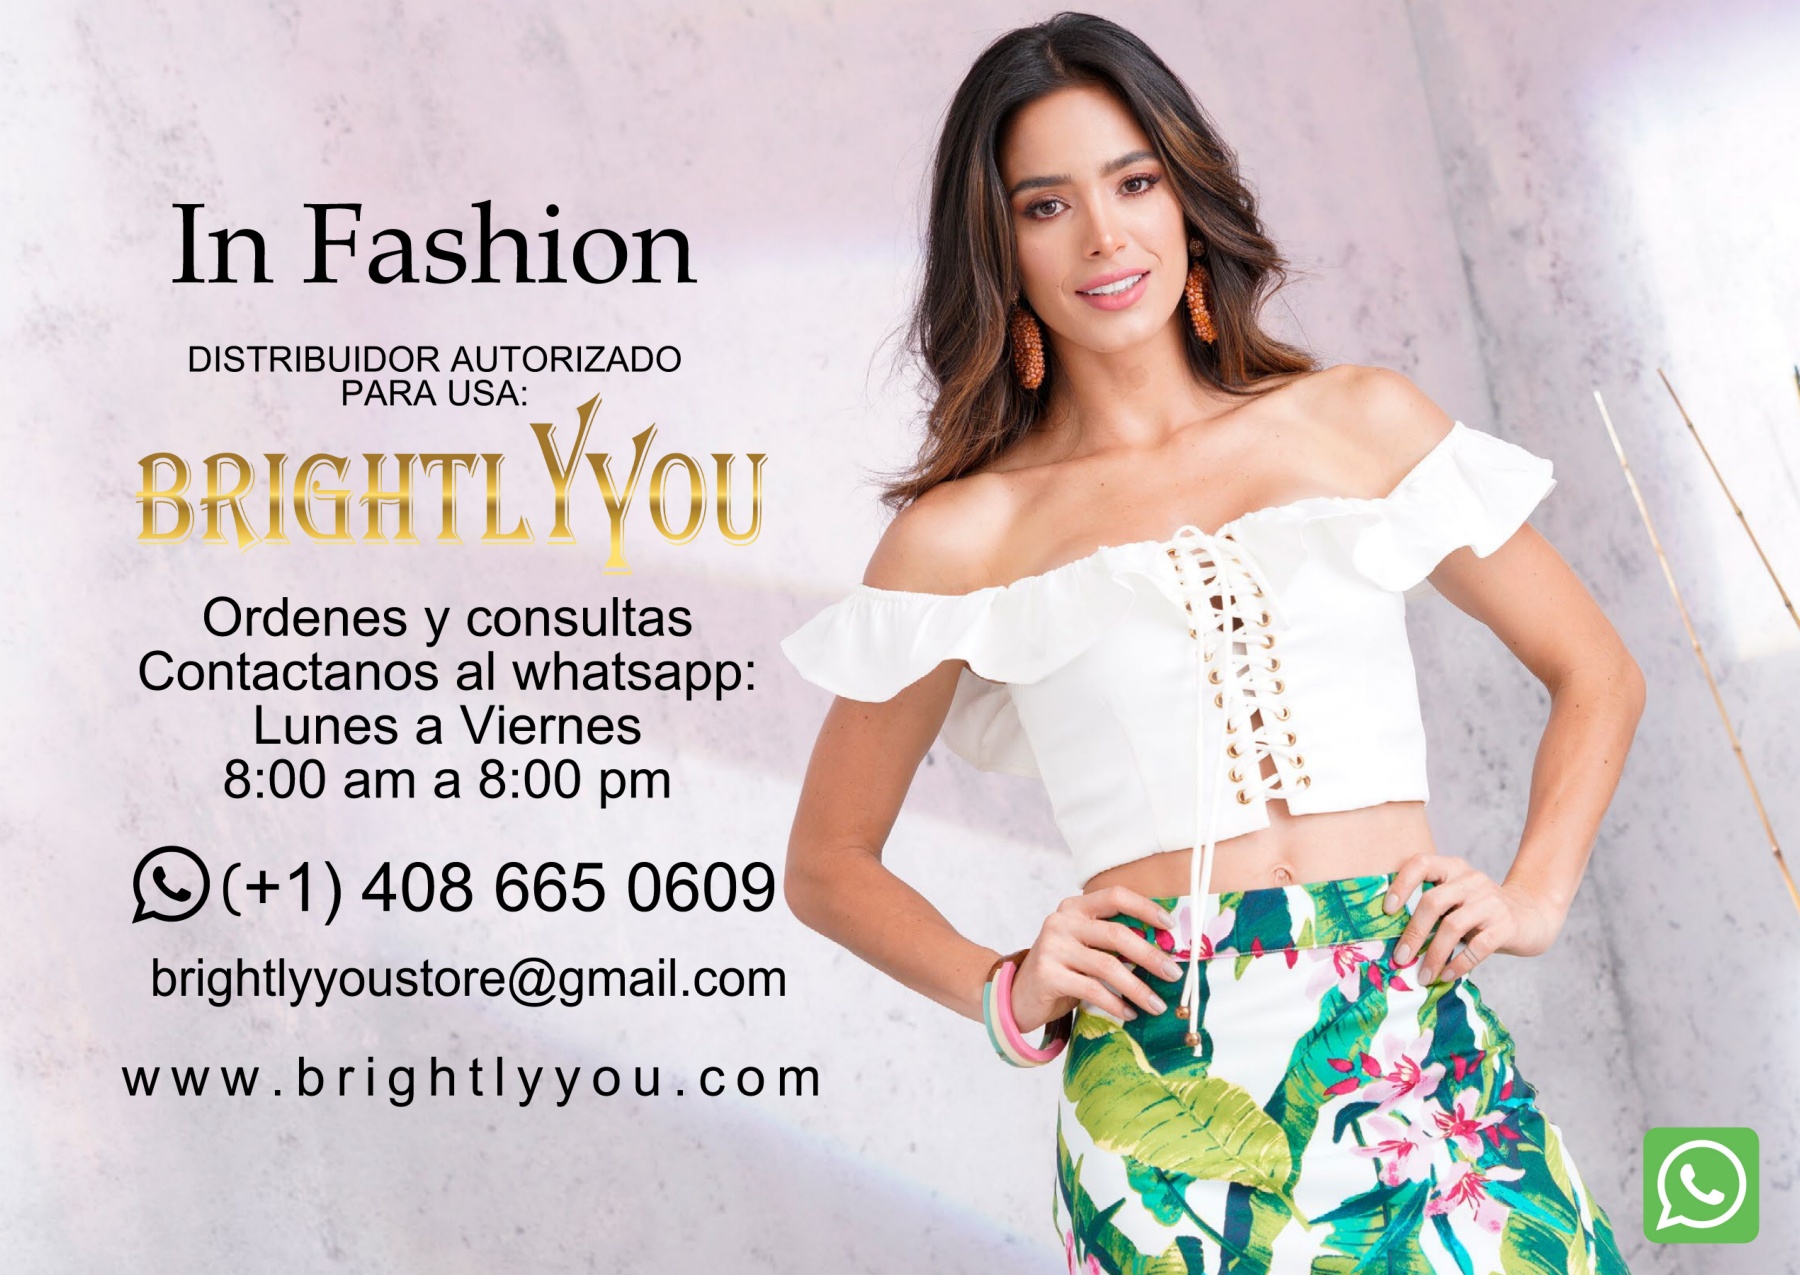 In Fashion
DISTRIBUIDOR AUTORIZADO
PARA USA:
BRIGHTLYYOU
Ordenes y consultas
Contactanos al whatsapp:
Lunes a Viernes
8:00 am a 8:00 pm
(+1) 408 665 0609
brightlyyoustore@gmail.com
www.brightlyyou.com